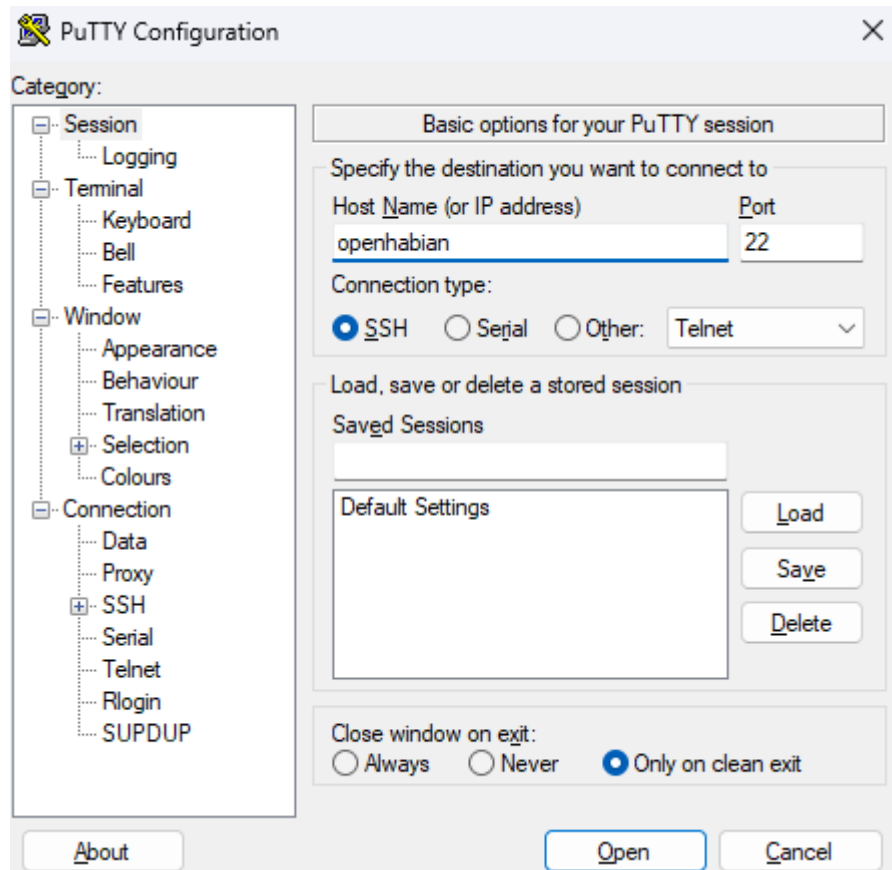 PuTTY Configuration
Category:
Session
Logging
Terminal
Keyboard
Bell
Features
Window
Appearance
Behaviour
Translation
Selection
Colours
Connection
Data
Proxy
SSH
Serial
Telnet
Rlogin
SUPDUP
Basic options for your PuTTY session
Specify the destination you want to connect to
Host Name (or IP address) Port
openhabian 22
Connection type:
SSH Serial Other: Telnet
Load, save or delete a stored session
Saved Sessions
Default Settings
Load
Save
Delete
Close window on exit:
Always Never Only on clean exit
About Open Cancel